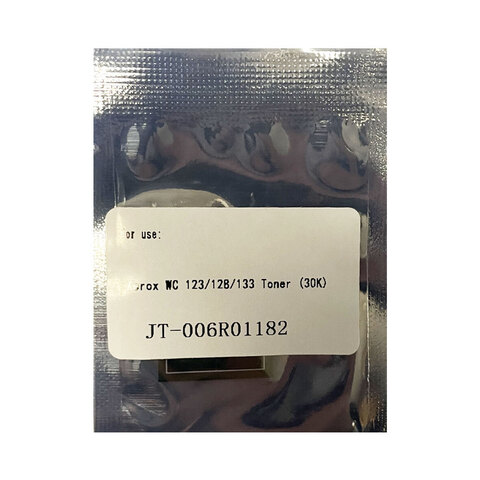 or use:
erox WC 123/128/133 Toner (30K)
JT-006R01182